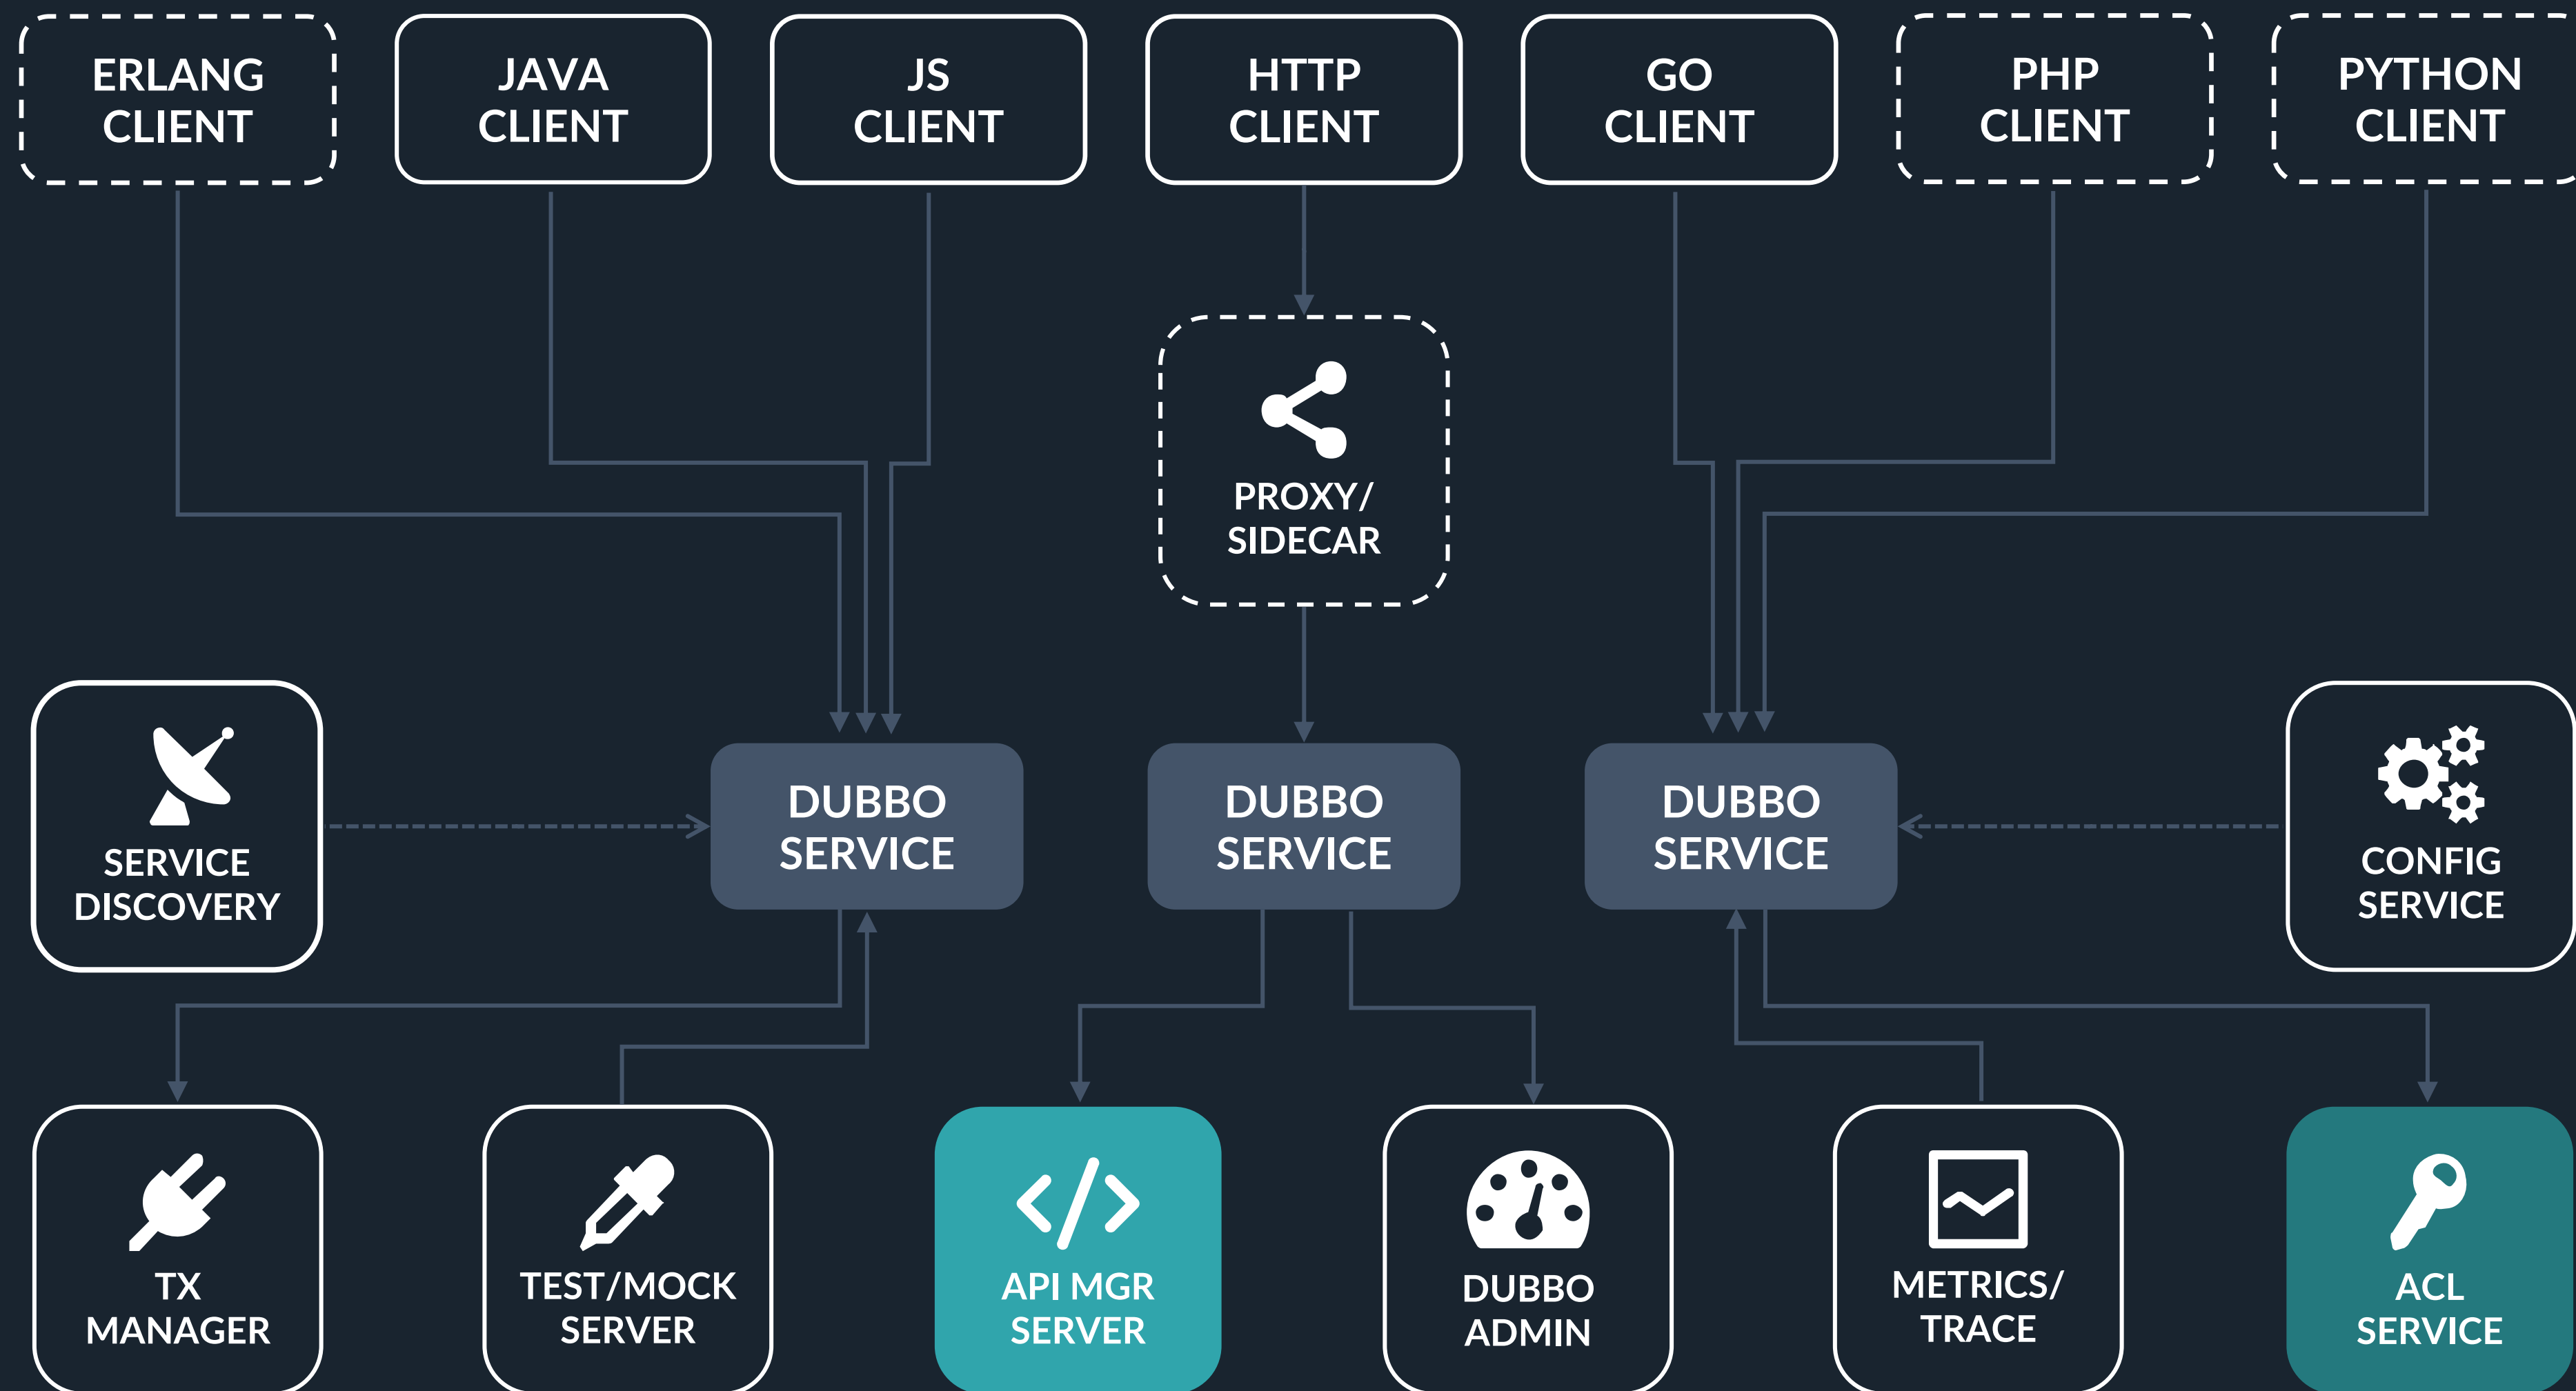 ERLANG
CLIENT
JAVA
CLIENT
JS
CLIENT
HTTP
CLIENT
GO
CLIENT
PHP
CLIENT
PYTHON
CLIENT
PROXY/
SIDECAR
SERVICE
DISCOVERY
DUBBO
SERVICE
DUBBO
SERVICE
DUBBO
SERVICE
CONFIG
SERVICE
TX
MANAGER
TEST/MOCK
SERVER
API MGR
SERVER
DUBBO
ADMIN
METRICS/
TRACE
ACL
SERVICE